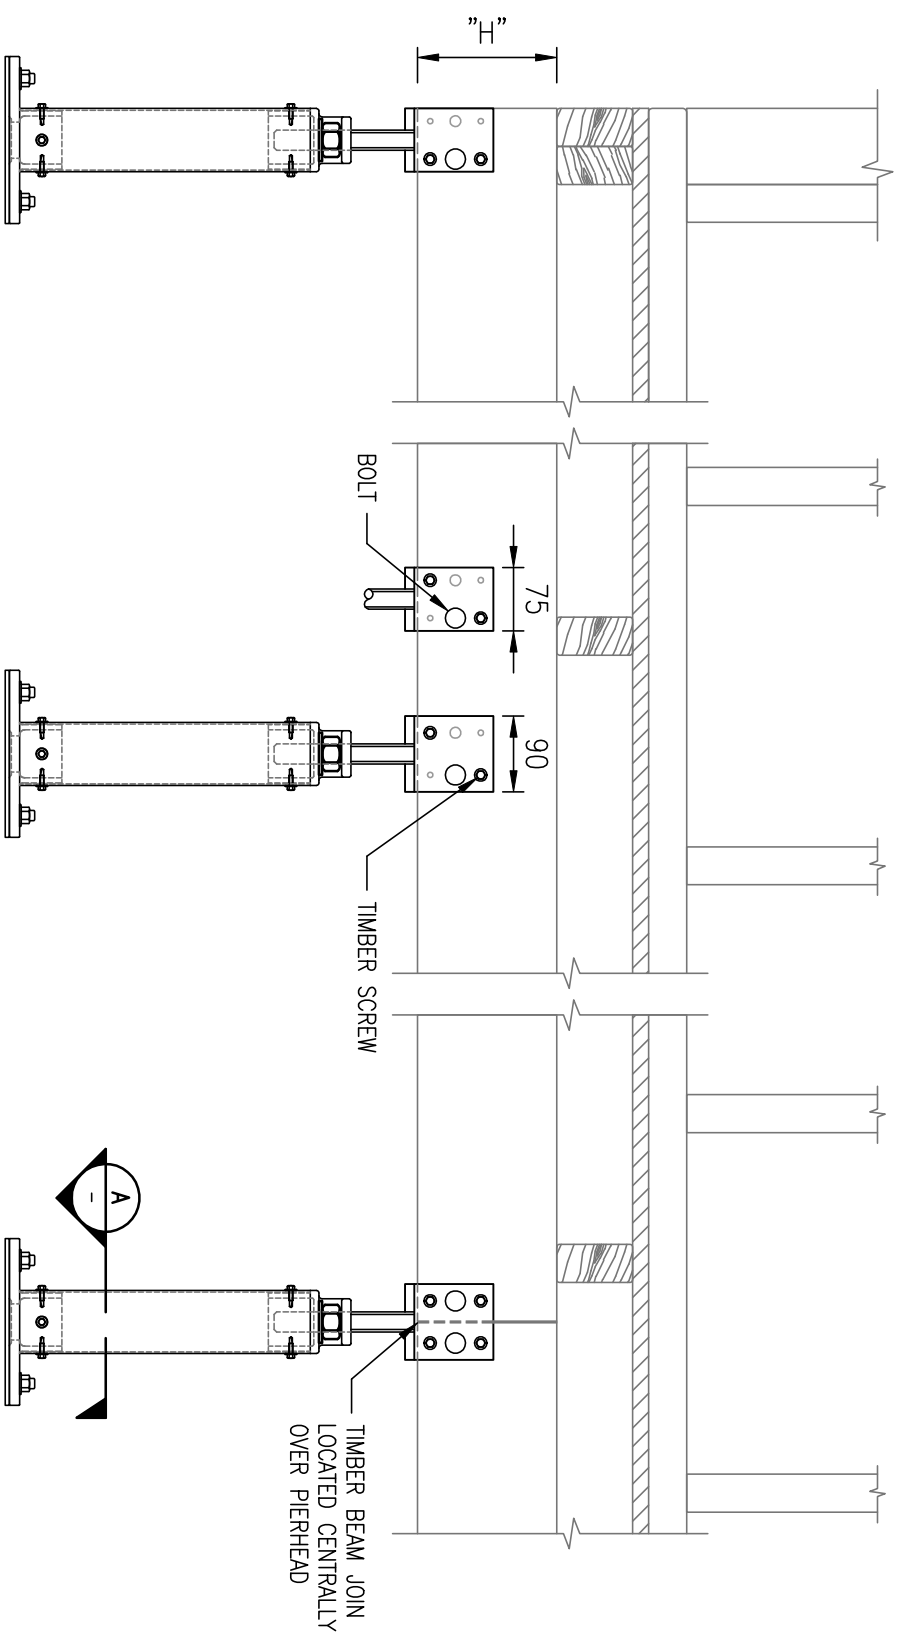 "H"
BOLT
75
90
TIMBER SCREW
A
-
TIMBER BEAM JOIN
LOCATED CENTRALLY
OVER PIERHEAD